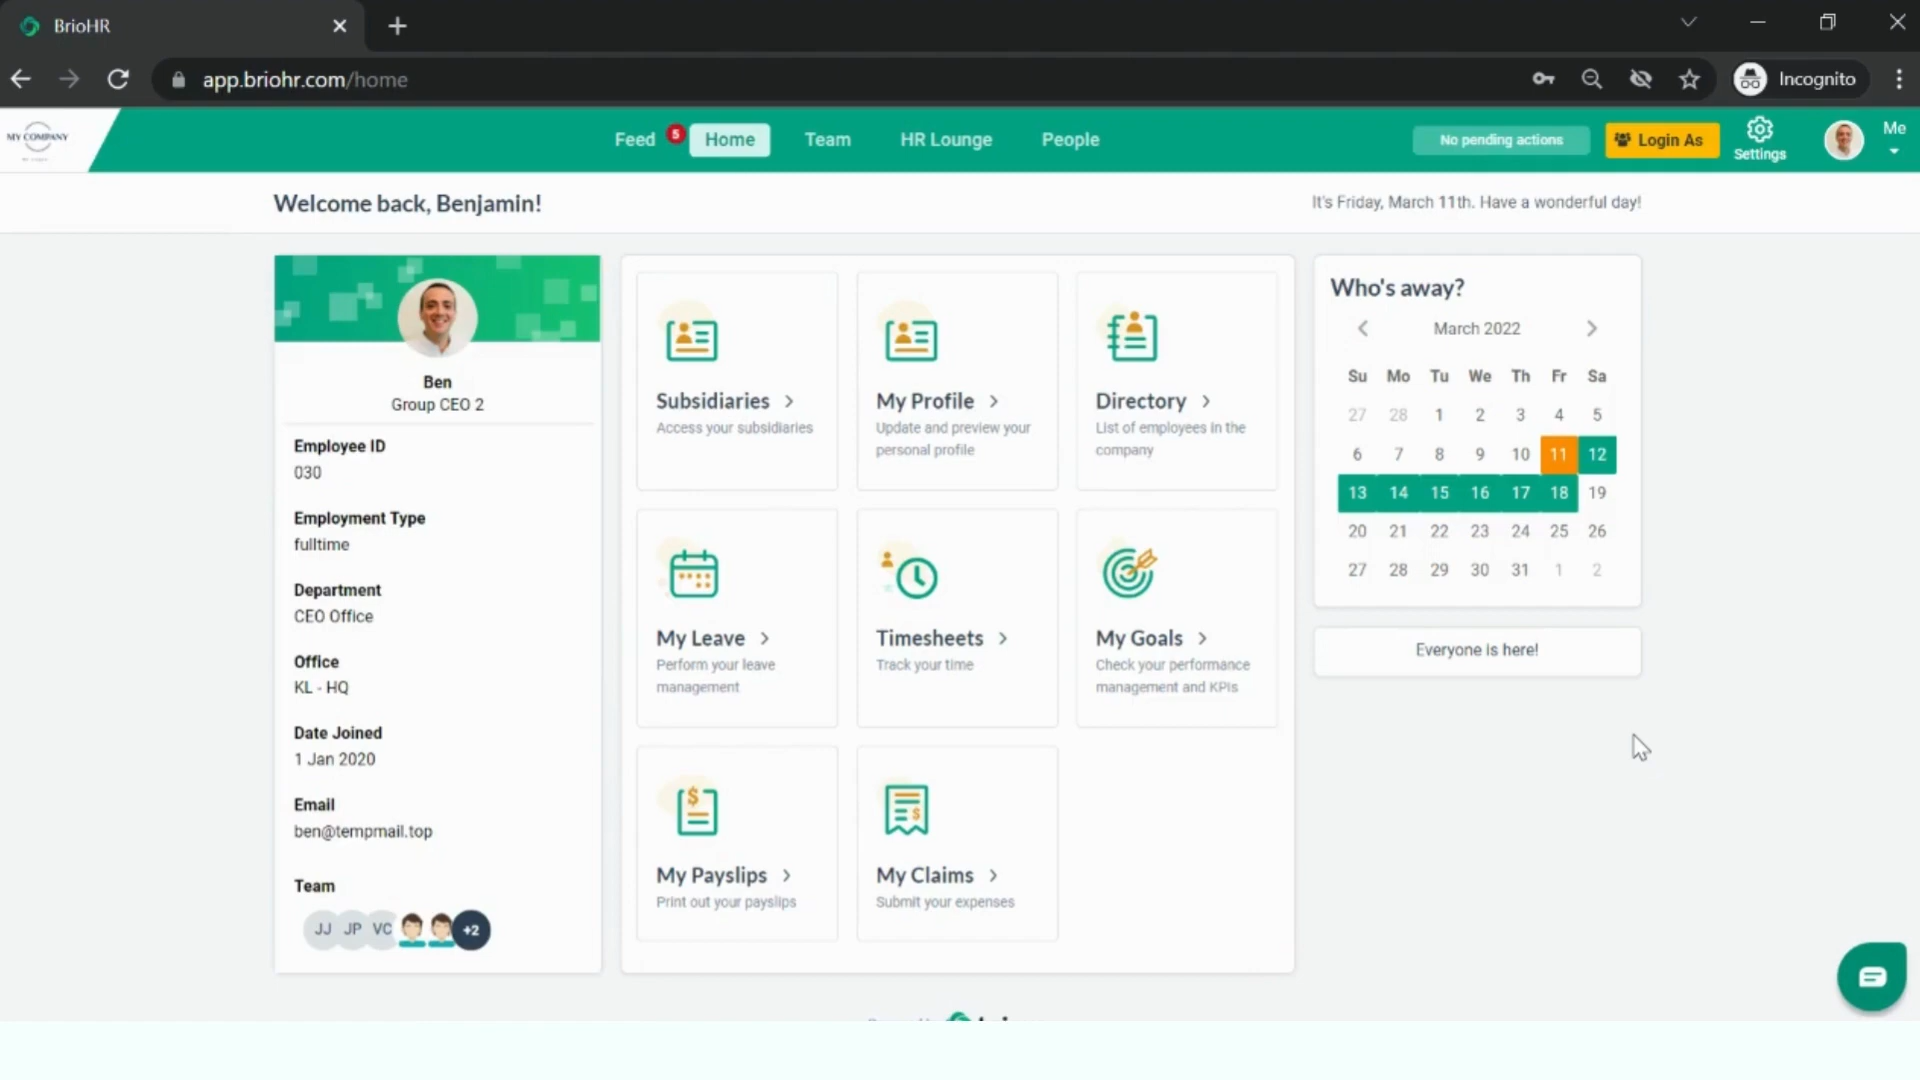 BrioHR
app.briohr.com/home
Incognito
MY COMPANY
Feed 5 Home Team HR Lounge People
No pending actions
Login As
Settings
Me
Welcome back, Benjamin!
It's Friday, March 11th. Have a wonderful day!
Ben
Group CEO 2
Employee ID
030
Employment Type
fulltime
Department
CEO Office
Office
KL - HQ
Date Joined
1 Jan 2020
Email
ben@tempmail.top
Team
JJ JP VC +2
Subsidiaries
Access your subsidiaries
My Profile
Update and preview your
personal profile
Directory
List of employees in the
company
My Leave
Perform your leave
management
Timesheets
Track your time
My Goals
Check your performance
management and KPIs
My Payslips
Print out your payslips
My Claims
Submit your expenses
Who's away?
March 2022
Su Mo Tu We Th Fr Sa
27 28 1 2 3 4 5
6 7 8 9 10 11 12
13 14 15 16 17 18 19
20 21 22 23 24 25 26
27 28 29 30 31 1 2
Everyone is here!